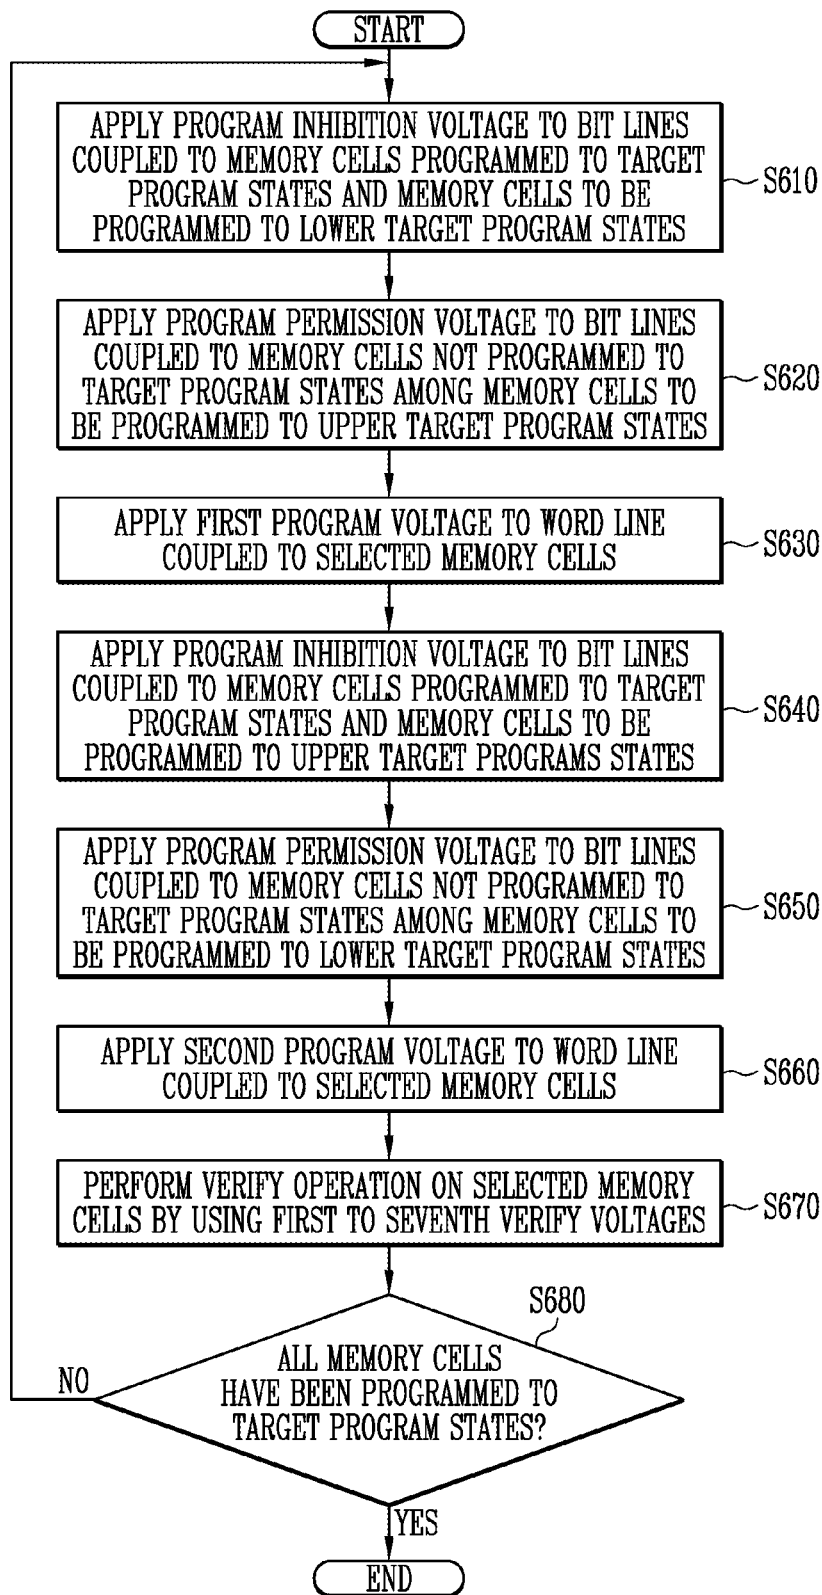 START
APPLY PROGRAM INHIBITION VOLTAGE TO BIT LINES
COUPLED TO MEMORY CELLS PROGRAMMED TO TARGET
PROGRAM STATES AND MEMORY CELLS TO BE
PROGRAMMED TO LOWER TARGET PROGRAM STATES
S610
APPLY PROGRAM PERMISSION VOLTAGE TO BIT LINES
COUPLED TO MEMORY CELLS NOT PROGRAMMED TO
TARGET PROGRAM STATES AMONG MEMORY CELLS TO
BE PROGRAMMED TO UPPER TARGET PROGRAM STATES
S620
APPLY FIRST PROGRAM VOLTAGE TO WORD LINE
COUPLED TO SELECTED MEMORY CELLS
S630
APPLY PROGRAM INHIBITION VOLTAGE TO BIT LINES
COUPLED TO MEMORY CELLS PROGRAMMED TO TARGET
PROGRAM STATES AND MEMORY CELLS TO BE
PROGRAMMED TO UPPER TARGET PROGRAMS STATES
S640
APPLY PROGRAM PERMISSION VOLTAGE TO BIT LINES
COUPLED TO MEMORY CELLS NOT PROGRAMMED TO
TARGET PROGRAM STATES AMONG MEMORY CELLS TO
BE PROGRAMMED TO LOWER TARGET PROGRAM STATES
S650
APPLY SECOND PROGRAM VOLTAGE TO WORD LINE
COUPLED TO SELECTED MEMORY CELLS
S660
PERFORM VERIFY OPERATION ON SELECTED MEMORY
CELLS BY USING FIRST TO SEVENTH VERIFY VOLTAGES
S670
S680
ALL MEMORY CELLS
HAVE BEEN PROGRAMMED TO
TARGET PROGRAM STATES?
NO
YES
END